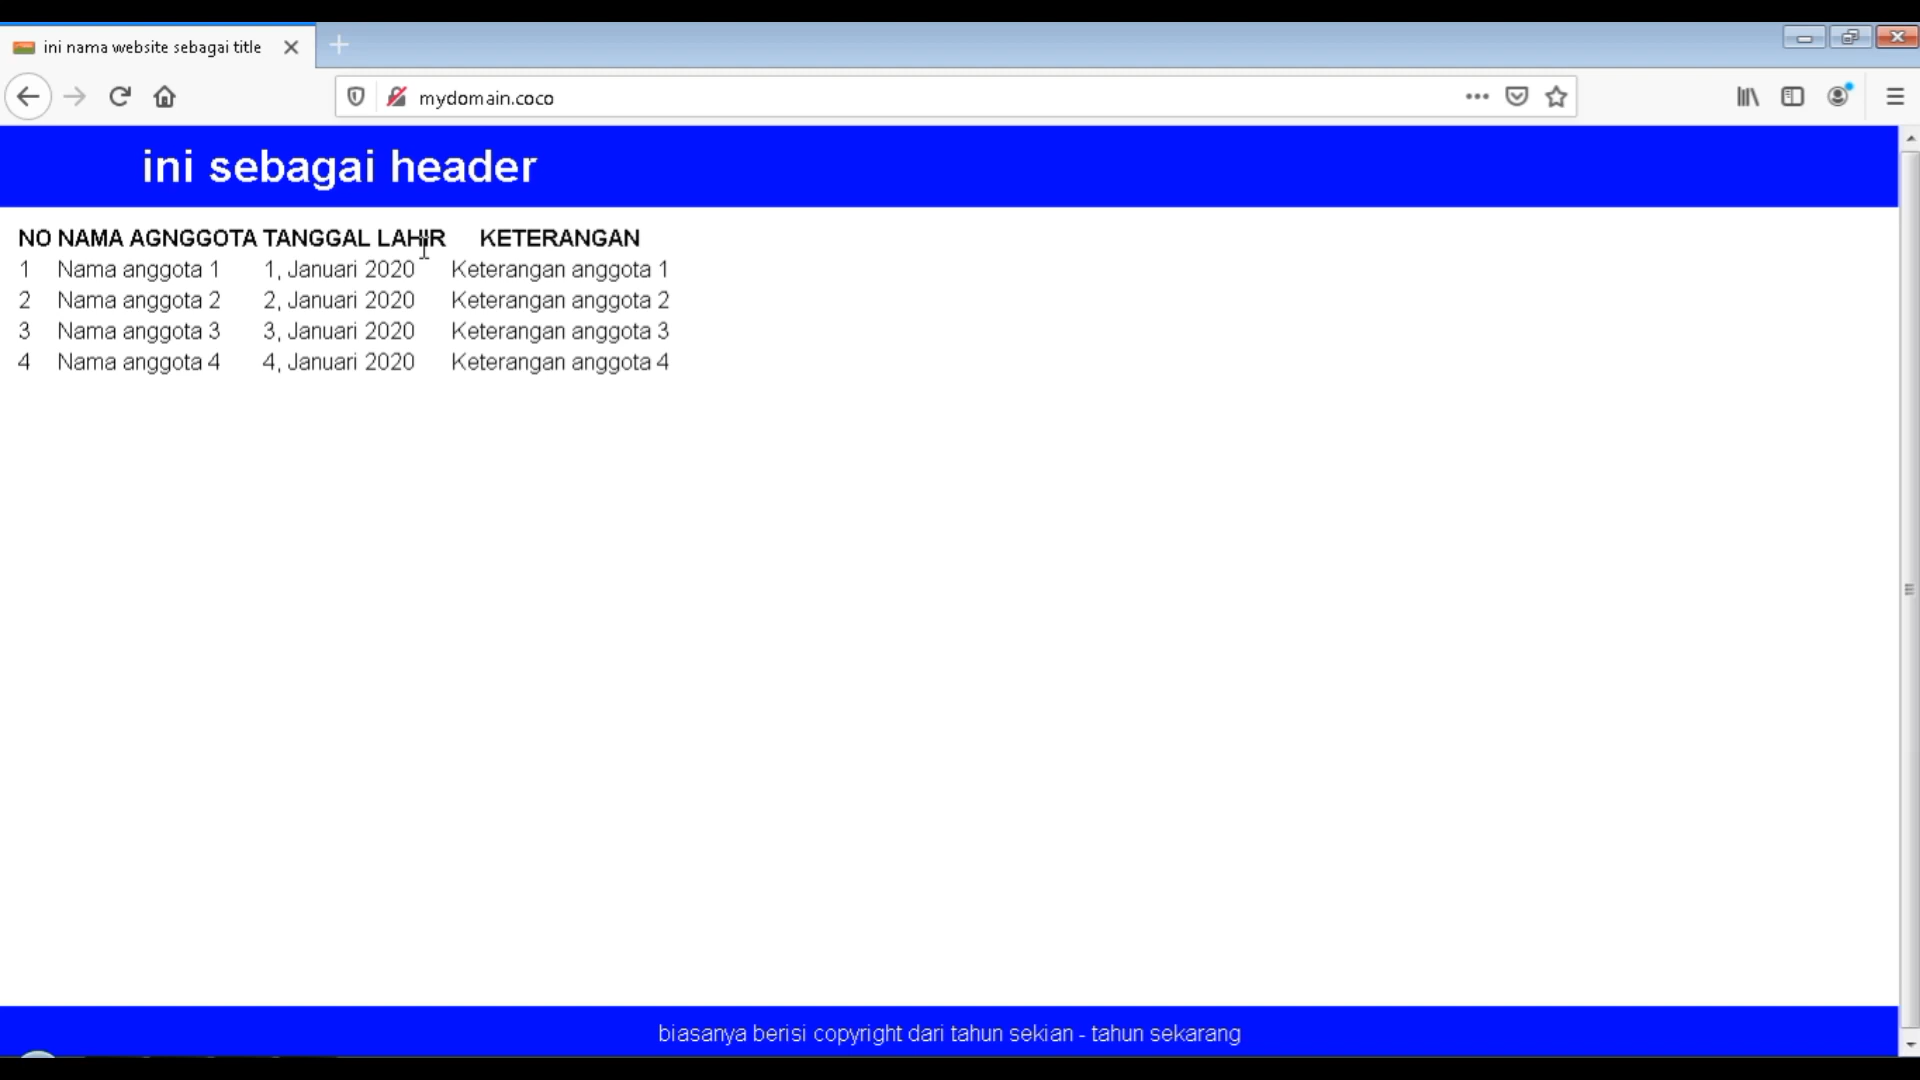 ini nama website sebagai title
mydomain.coco
ini sebagai header
NO NAMA AGNGGOTA TANGGAL LAHIR KETERANGAN
1 Nama anggota 1 1, Januari 2020 Keterangan anggota 1
2 Nama anggota 2 2, Januari 2020 Keterangan anggota 2
3 Nama anggota 3 3, Januari 2020 Keterangan anggota 3
4 Nama anggota 4 4, Januari 2020 Keterangan anggota 4
biasanya berisi copyright dari tahun sekian - tahun sekarang